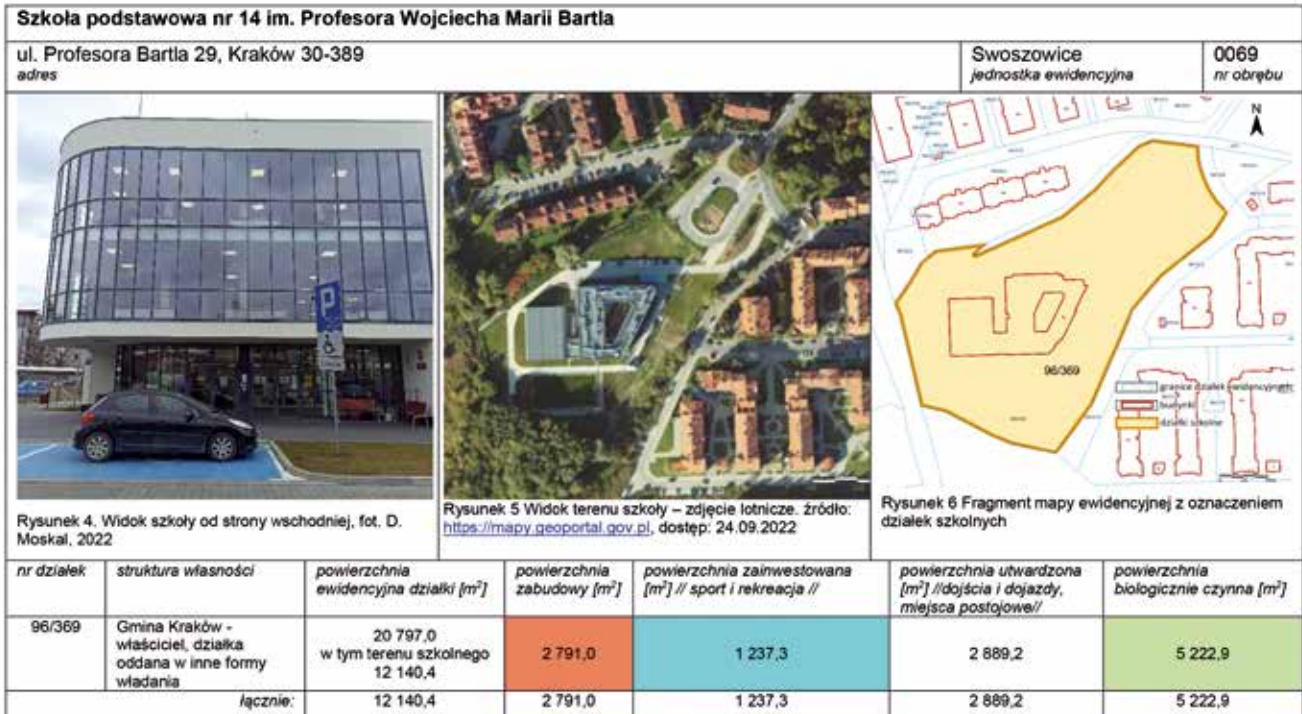 Szkoła podstawowa nr 14 im. Profesora Wojciecha Marii Bartla
ul. Profesora Bartla 29, Kraków 30-389
adres
Swoszowice
jednostka ewidencyjna
0069
nr obrębu
P
N
96/369
granice działek ewidencyjnych
budynki
działki szkolne
Rysunek 4. Widok szkoły od strony wschodniej, fot. D.
Moskal, 2022
Rysunek 5 Widok terenu szkoły – zdjęcie lotnicze. źródło:
https://mapy.geoportal.gov.pl, dostęp: 24.09.2022
Rysunek 6 Fragment mapy ewidencyjnej z oznaczeniem
działek szkolnych
nr działek
struktura własności
powierzchnia
ewidencyjna działki [m²]
powierzchnia
zabudowy [m²]
powierzchnia zainwestowana
[m²] // sport i rekreacja //
powierzchnia utwardzona
[m²] //dojścia i dojazdy,
miejsca postojowe//
powierzchnia
biologicznie czynna [m²]
96/369
Gmina Kraków -
właściciel, działka
oddana w inne formy
władania
20 797,0
w tym terenu szkolnego
12 140,4
2 791,0
1 237,3
2 889,2
5 222,9
łącznie:
12 140,4
2 791,0
1 237,3
2 889,2
5 222,9